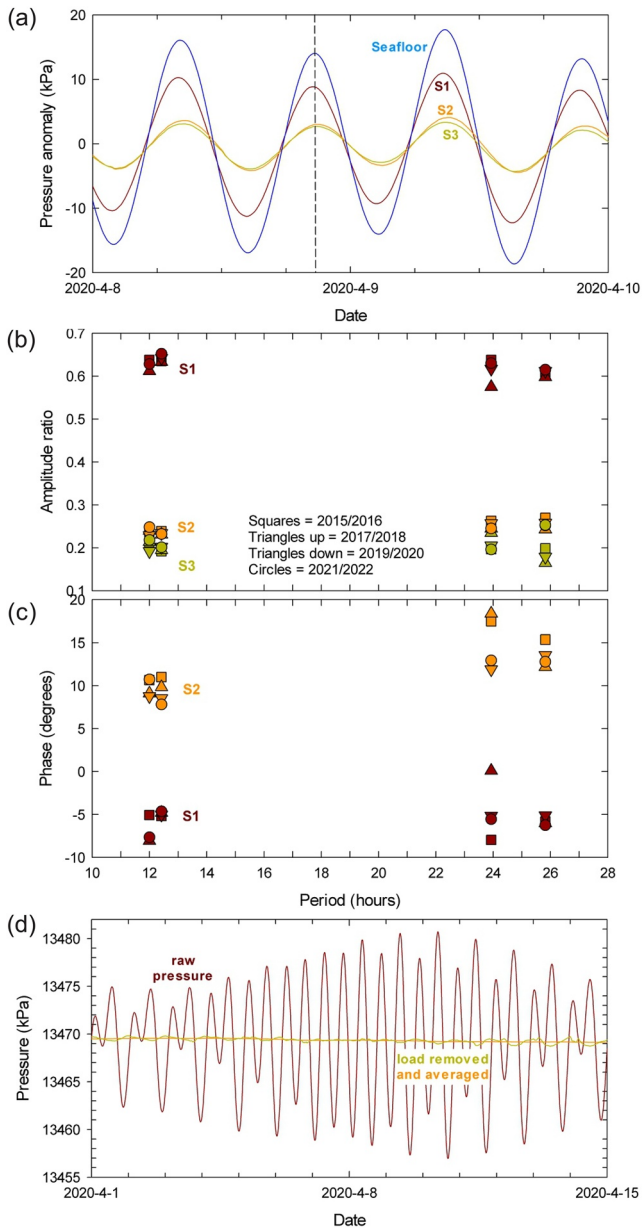 (a)
20
10
0
-10
-20
Pressure anomaly (kPa)
Seafloor
S1
S2
S3
2020-4-8
2020-4-9
2020-4-10
Date
(b)
0.7
0.6
0.5
0.4
0.3
0.2
0.1
Amplitude ratio
S1
S2
S3
Squares = 2015/2016
Triangles up = 2017/2018
Triangles down = 2019/2020
Circles = 2021/2022
(c)
20
15
10
5
0
-5
-10
Phase (degrees)
S2
S1
10
12
14
16
18
20
22
24
26
28
Period (hours)
(d)
13480
13475
13470
13465
13460
13455
Pressure (kPa)
raw
pressure
load removed
and averaged
2020-4-1
2020-4-8
2020-4-15
Date